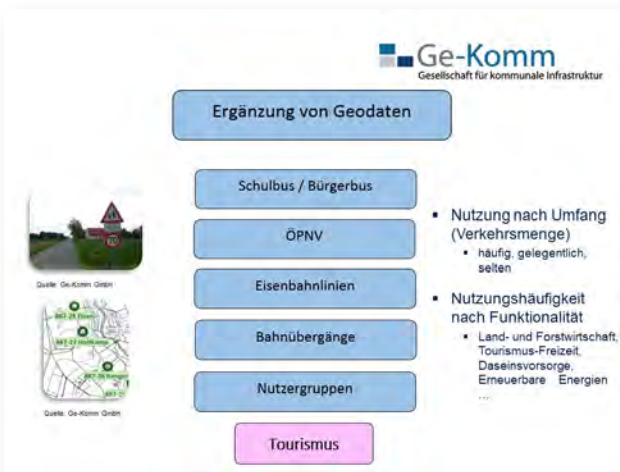 Ge-Komm
Gesellschaft für kommunale Infrastruktur
Ergänzung von Geodaten
Schulbus / Bürgerbus
ÖPNV
Eisenbahnlinien
Bahnübergänge
Nutzergruppen
Tourismus
Quelle: Ge-Komm GmbH
Quelle: Ge-Komm GmbH
Nutzung nach Umfang
(Verkehrsmenge)
häufig, gelegentlich,
selten
Nutzungshäufigkeit
nach Funktionalität
Land- und Forstwirtschaft,
Tourismus-Freizeit,
Daseinsvorsorge,
Erneuerbare Energien
...